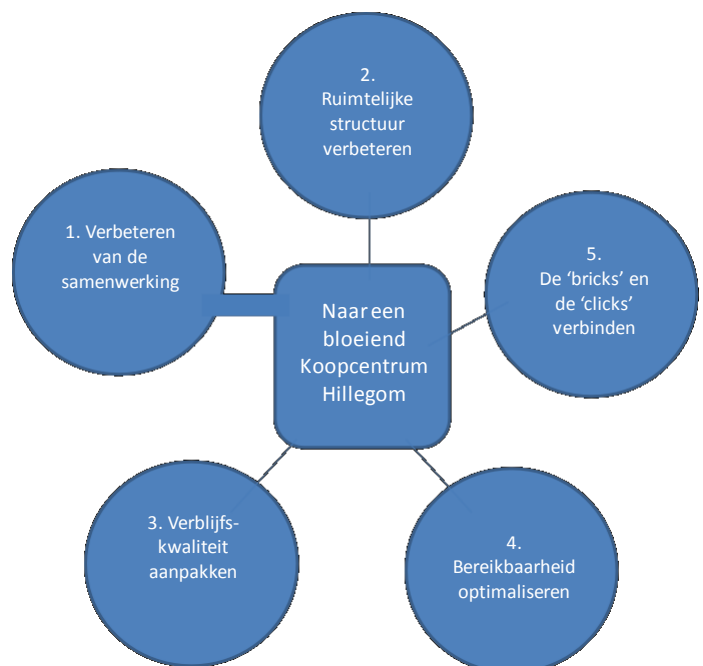 2.
Ruimtelijke
structuur
verbeteren
1. Verbeteren
van de
samenwerking
5.
De ‘bricks’ en
de ‘clicks’
verbinden
Naar een
bloeiend
Koopcentrum
Hillegom
3. Verblijfs-
kwaliteit
aanpakken
4.
Bereikbaarheid
optimaliseren